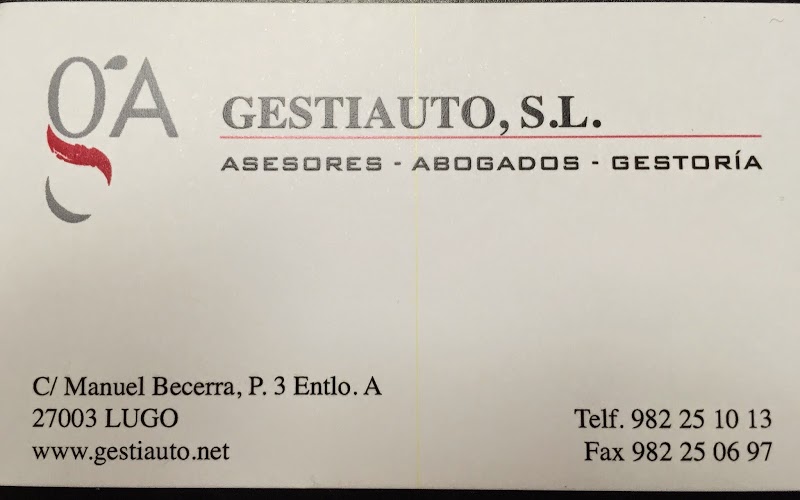 gA
GESTIAUTO, S.L.
ASESORES - ABOGADOS - GESTORÍA
C/ Manuel Becerra, P. 3 Entlo. A
27003 LUGO
www.gestiauto.net
Telf. 982 25 10 13
Fax 982 25 06 97